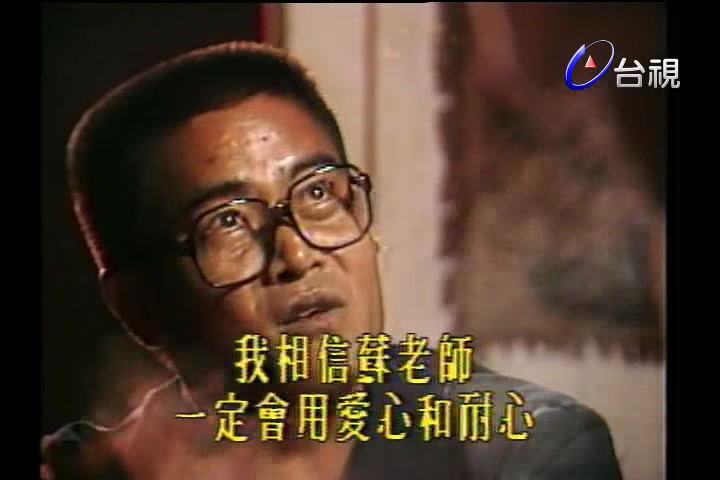 台視
我相信蘇老師
一定會用愛心和耐心